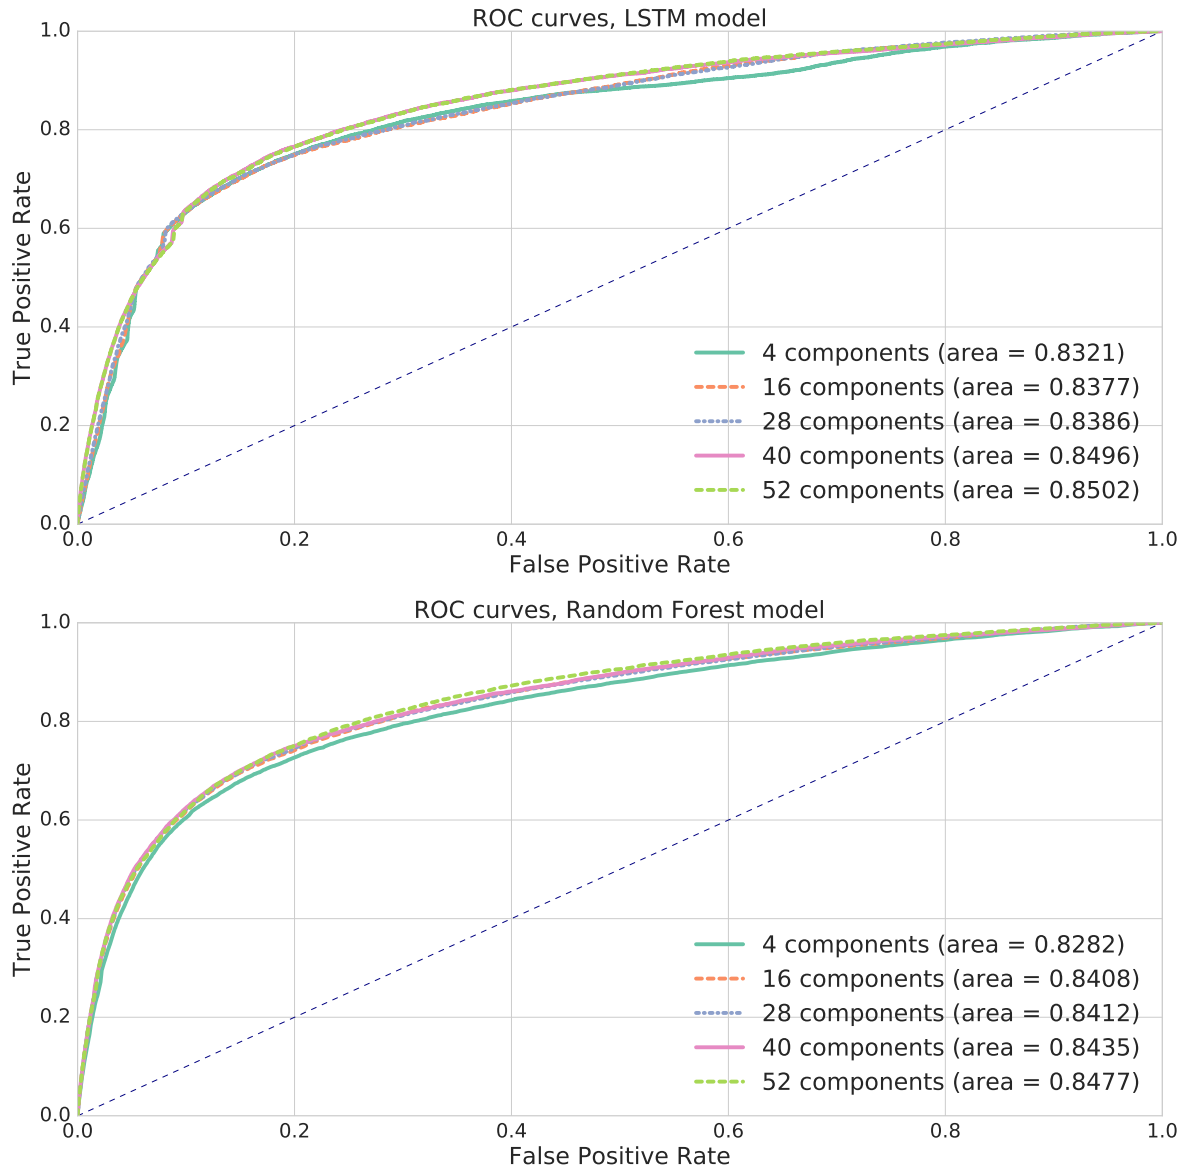 ROC curves, LSTM model
1.0
0.8
0.6
0.4
0.2
0.0
True Positive Rate
4 components (area = 0.8321)
16 components (area = 0.8377)
28 components (area = 0.8386)
40 components (area = 0.8496)
52 components (area = 0.8502)
0.0 0.2 0.4 0.6 0.8 1.0
False Positive Rate
ROC curves, Random Forest model
1.0
0.8
0.6
0.4
0.2
0.0
True Positive Rate
4 components (area = 0.8282)
16 components (area = 0.8408)
28 components (area = 0.8412)
40 components (area = 0.8435)
52 components (area = 0.8477)
0.0 0.2 0.4 0.6 0.8 1.0
False Positive Rate